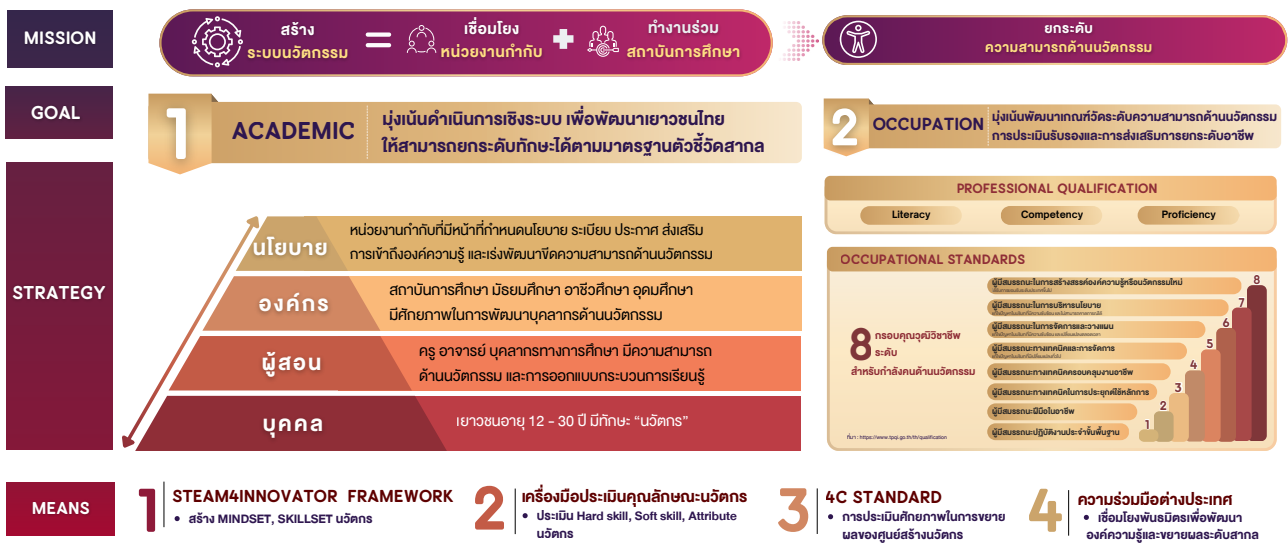 MISSION
สร้าง
ระบบนวัตกรรม
=
เชื่อมโยง
หน่วยงานกำกับ
+
ทำงานร่วม
สถาบันการศึกษา
ยกระดับ
ความสามารถด้านนวัตกรรม
GOAL
1
ACADEMIC
มุ่งเน้นดำเนินการเชิงระบบ เพื่อพัฒนาเยาวชนไทย
ให้สามารถยกระดับทักษะได้ตามมาตรฐานตัวชี้วัดสากล
2
OCCUPATION
มุ่งเน้นพัฒนาเกณฑ์วัดระดับความสามารถด้านนวัตกรรม
การประเมินรับรองและการส่งเสริมการยกระดับอาชีพ
STRATEGY
นโยบาย
หน่วยงานกำกับที่มีหน้าที่กำหนดนโยบาย ระเบียบ ประกาศ ส่งเสริม
การเข้าถึงองค์ความรู้ และเร่งพัฒนาขีดความสามารถด้านนวัตกรรม
องค์กร
สถาบันการศึกษา มัธยมศึกษา อาชีวศึกษา อุดมศึกษา
มีศักยภาพในการพัฒนาบุคลากรด้านนวัตกรรม
ผู้สอน
ครู อาจารย์ บุคลากรทางการศึกษา มีความสามารถ
ด้านนวัตกรรม และการออกแบบกระบวนการเรียนรู้
บุคคล
เยาวชนอายุ 12 - 30 ปี มีทักษะ “นวัตกร”
PROFESSIONAL QUALIFICATION
Literacy
Competency
Proficiency
OCCUPATIONAL STANDARDS
8 กรอบคุณวุฒิวิชาชีพ
ระดับ
สำหรับกำลังคนด้านนวัตกรรม
ผู้มีสมรรถนะในการสร้างสรรค์องค์ความรู้หรือนวัตกรรมใหม่
ผู้มีสมรรถนะในการบริหารนโยบาย
ผู้มีสมรรถนะในการจัดการและวางแผน
ผู้มีสมรรถนะทางเทคนิคและการจัดการ
ผู้มีสมรรถนะทางเทคนิคครอบคลุมงานอาชีพ
ผู้มีสมรรถนะทางเทคนิคในการประยุกต์ใช้หลักการ
ผู้มีสมรรถนะฝีมือในอาชีพ
ผู้มีสมรรถนะปฏิบัติงานประจำขั้นพื้นฐาน
8
7
6
5
4
3
2
1
ที่มา : https://www.tpqi.go.th/th/qualification
MEANS
1
STEAM4INNOVATOR FRAMEWORK
• สร้าง MINDSET, SKILLSET นวัตกร
2
เครื่องมือประเมินคุณลักษณะนวัตกร
• ประเมิน Hard skill, Soft skill, Attribute
นวัตกร
3
4C STANDARD
• การประเมินศักยภาพในการขยาย
ผลของศูนย์สร้างนวัตกร
4
ความร่วมมือต่างประเทศ
• เชื่อมโยงพันธมิตรเพื่อพัฒนา
องค์ความรู้และขยายผลระดับสากล